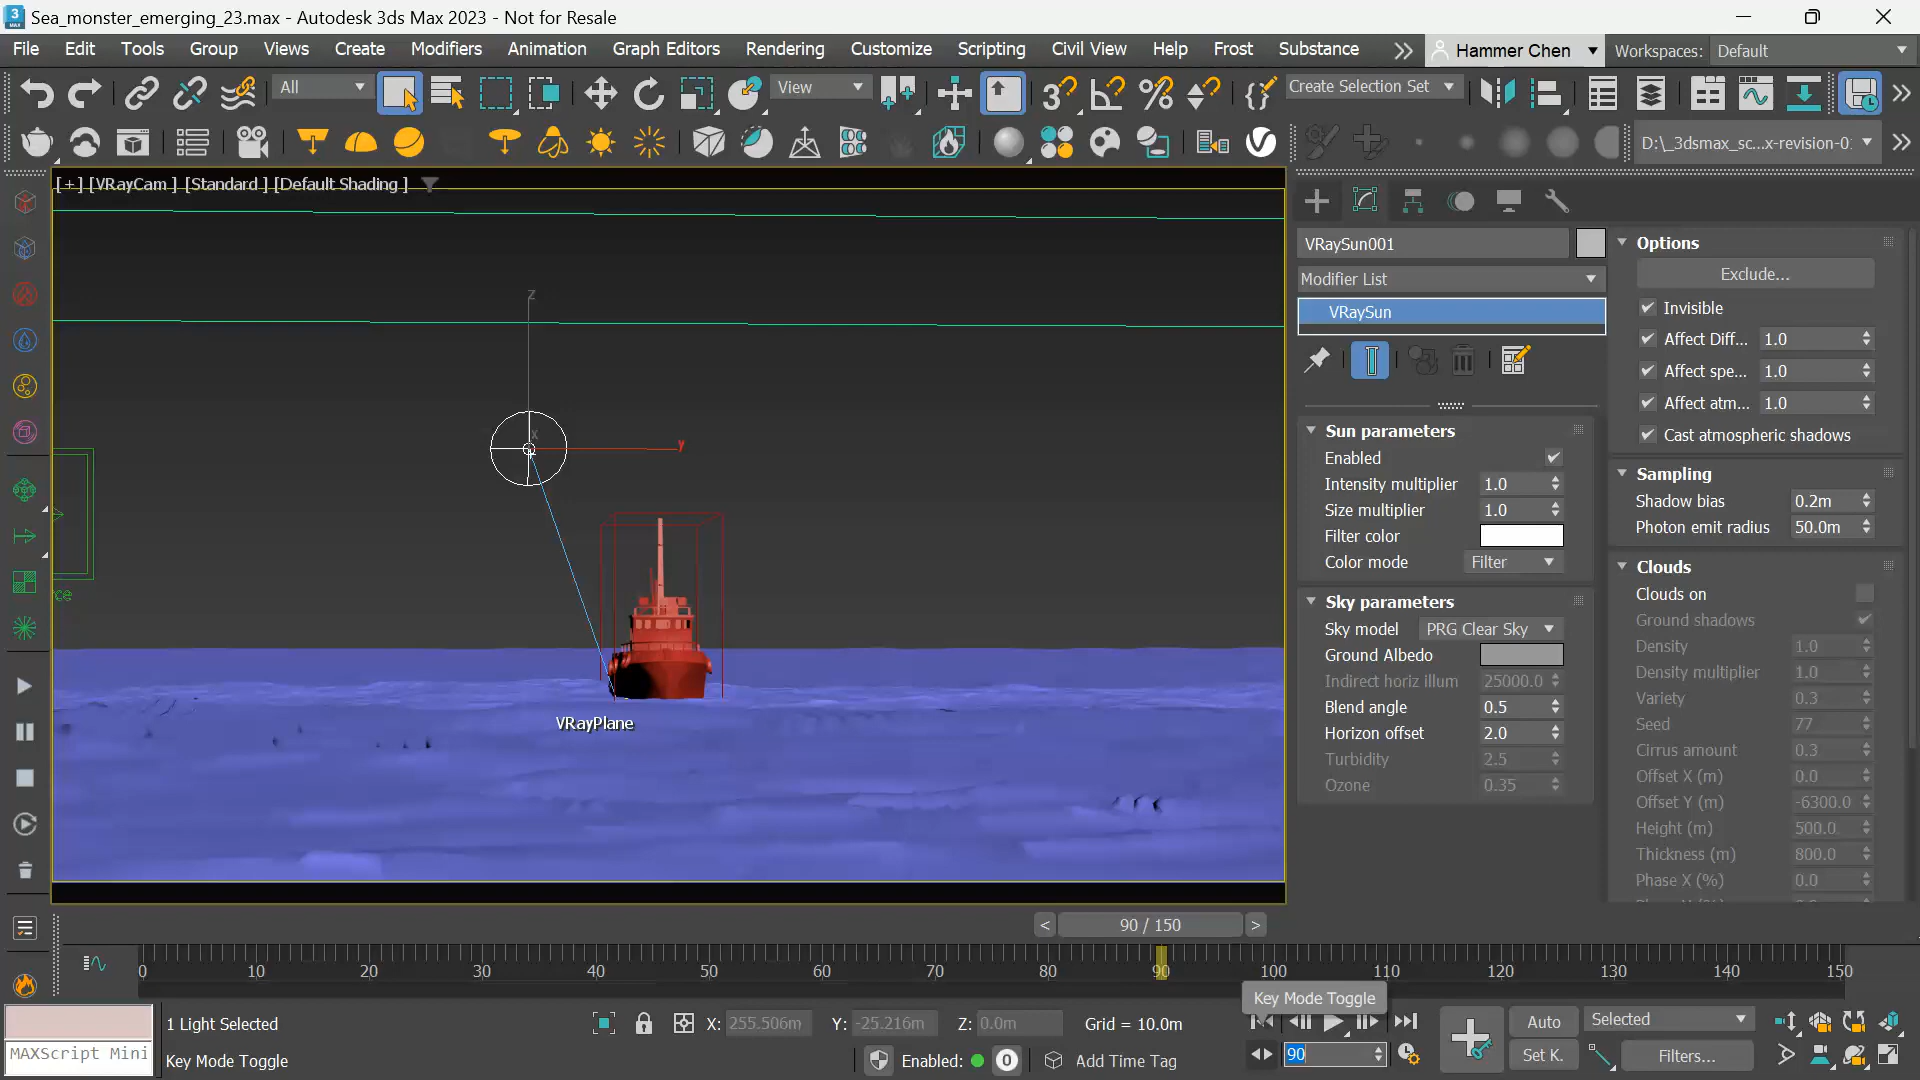 Sea_monster_emerging_23.max - Autodesk 3ds Max 2023 - Not for Resale
File Edit Tools Group Views Create Modifiers Animation Graph Editors Rendering Customize Scripting Civil View Help Frost Substance Hammer Chen Workspaces: Default
All View Create Selection Set
D:\_3dsmax_sc...x-revision-0
[+] [VRayCam ] [Standard ] [Default Shading ]
z
x
y
ce
VRayPlane
VRaySun001
Modifier List
VRaySun
Sun parameters
Enabled
Intensity multiplier 1.0
Size multiplier 1.0
Filter color
Color mode Filter
Sky parameters
Sky model PRG Clear Sky
Ground Albedo
Indirect horiz illum 25000.0
Blend angle 0.5
Horizon offset 2.0
Turbidity 2.5
Ozone 0.35
Options
Exclude...
Invisible
Affect Diff... 1.0
Affect spe... 1.0
Affect atm... 1.0
Cast atmospheric shadows
Sampling
Shadow bias 0.2m
Photon emit radius 50.0m
Clouds
Clouds on
Ground shadows
Density 1.0
Density multiplier 1.0
Variety 0.3
Seed 77
Cirrus amount 0.3
Offset X (m) 0.0
Offset Y (m) -6300.0
Height (m) 500.0
Thickness (m) 800.0
Phase X (%) 0.0
< 90 / 150 >
0 10 20 30 40 50 60 70 80 90 100 110 120 130 140 150
Key Mode Toggle
1 Light Selected X: 255.506m Y: -25.216m Z: 0.0m Grid = 10.0m Auto Selected
MAXScript Mini Key Mode Toggle Enabled: 0 Add Time Tag 90 Set K. Filters...